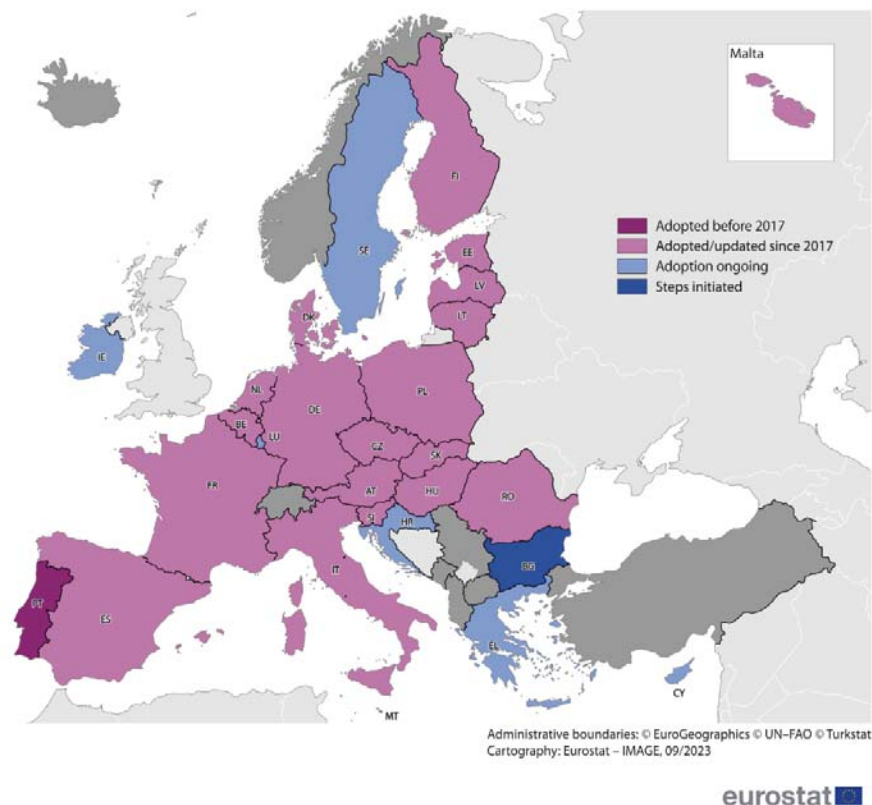 Malta
FI
Adopted before 2017
Adopted/updated since 2017
SE
EE
Adoption ongoing
LV
Steps initiated
LT
DK
IE
NL
DE
PL
BE
LU
CZ
SK
FR
AT
HU
RO
SI
HR
IT
BG
PT
ES
EL
CY
MT
Administrative boundaries: © EuroGeographics © UN–FAO © Turkstat
Cartography: Eurostat – IMAGE, 09/2023
eurostat